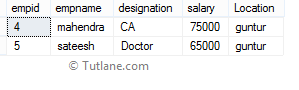 empid empname designation salary Location
4 mahendra CA 75000 guntur
5 sateesh Doctor 65000 guntur
© Tutlane.com